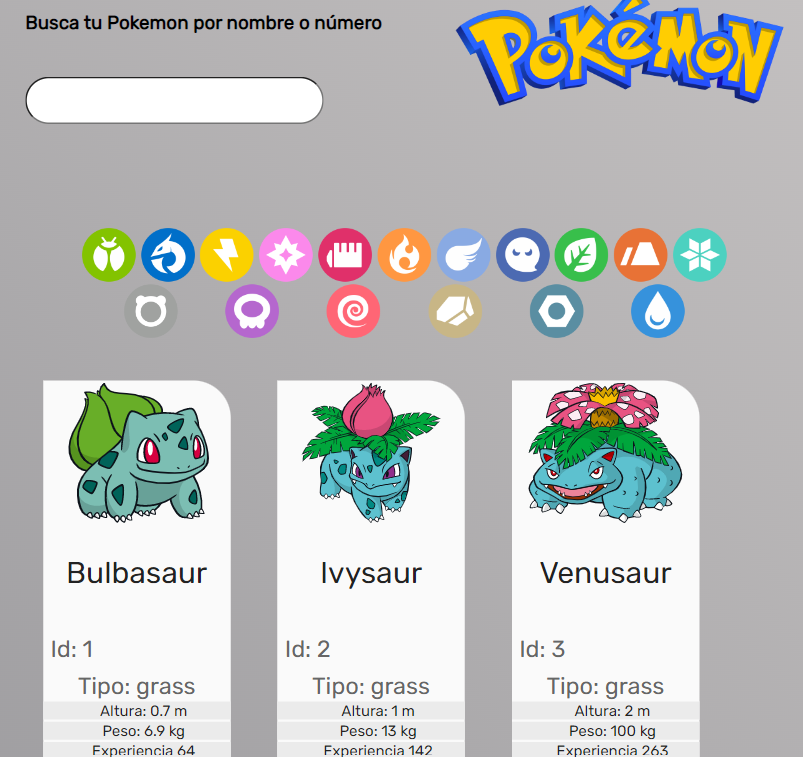 Busca tu Pokemon por nombre o número
POKéMON
Bulbasaur
Ivysaur
Venusaur
Id: 1
Id: 2
Id: 3
Tipo: grass
Tipo: grass
Tipo: grass
Altura: 0.7 m
Altura: 1 m
Altura: 2 m
Peso: 6.9 kg
Peso: 13 kg
Peso: 100 kg
Experiencia 64
Experiencia 142
Experiencia 263